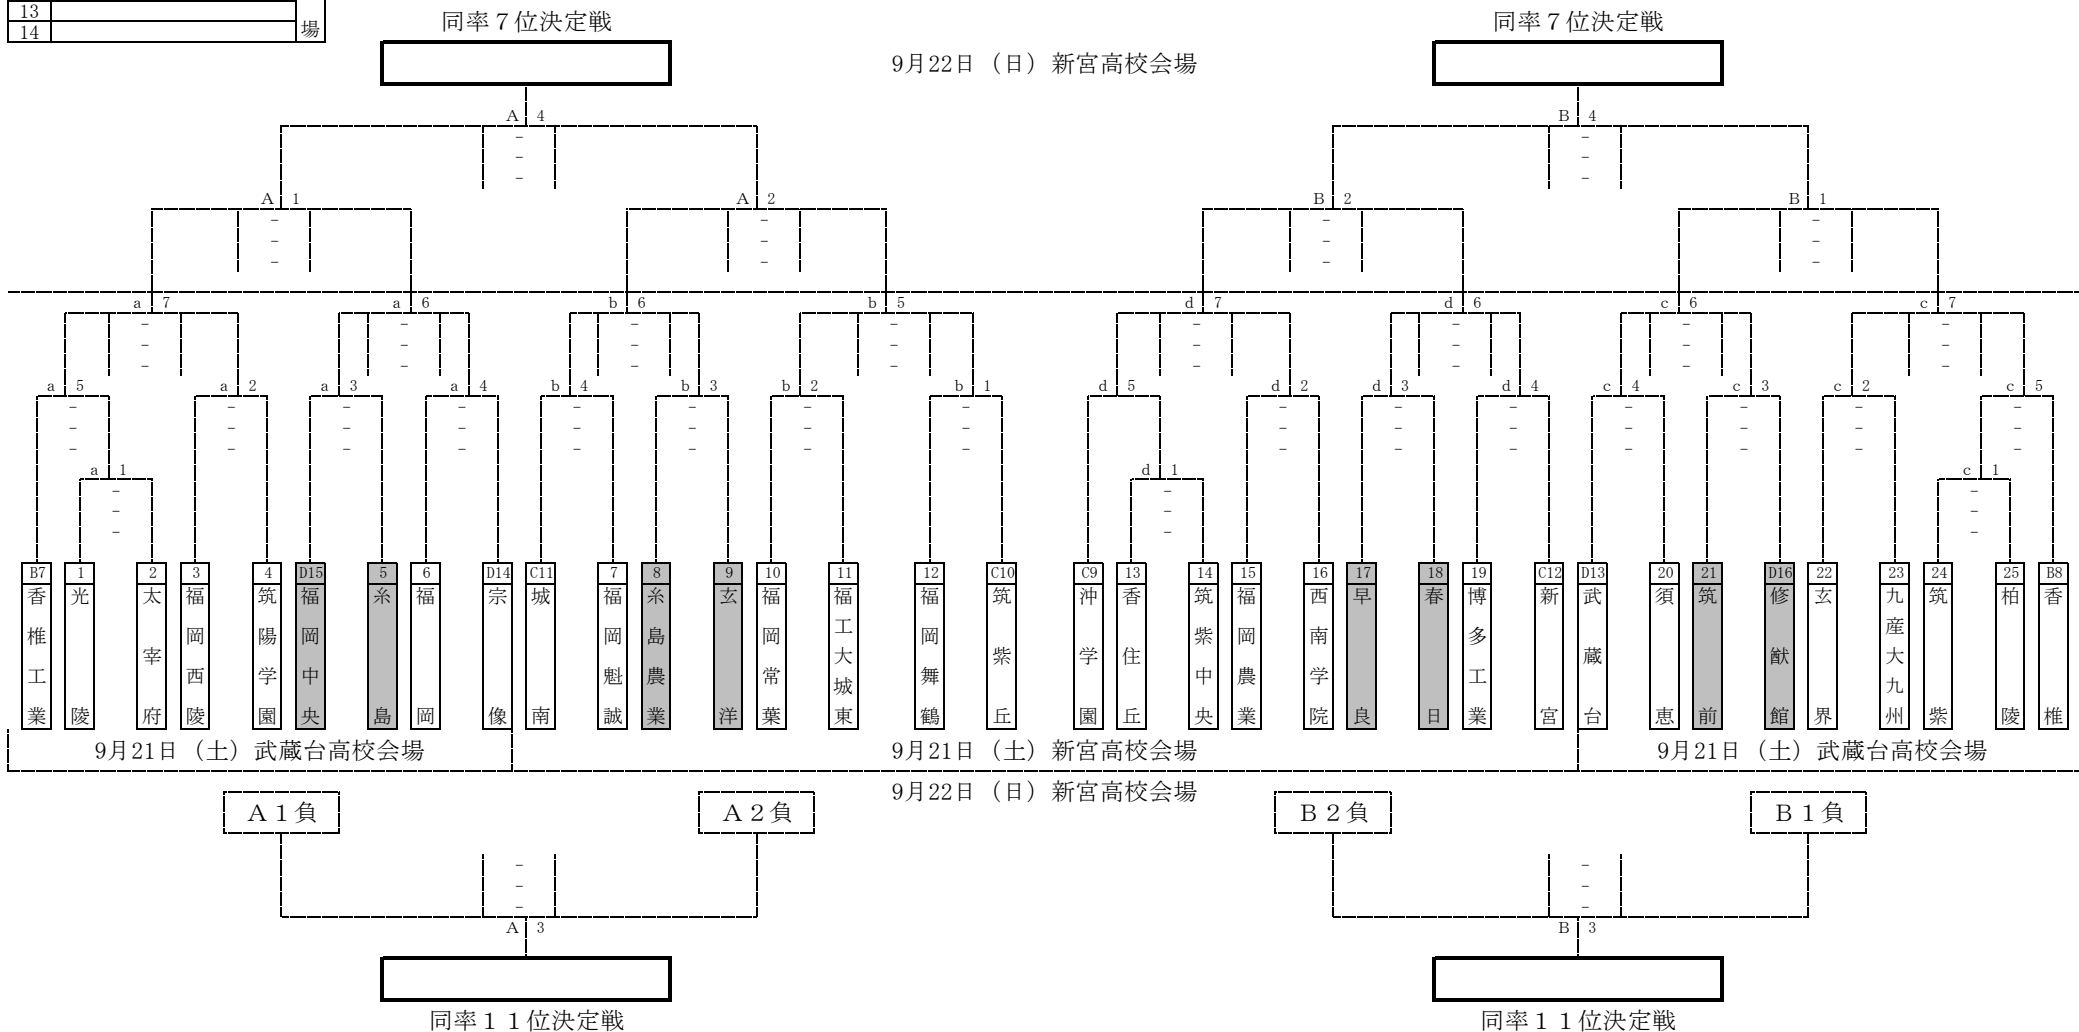 13
14
場
同率７位決定戦
同率７位決定戦
9月22日（日）新宮高校会場
A 4
B 4
-
-
-
-
-
-
A 1
A 2
B 2
B 1
- - - -
- - - -
- - - -
a 7
a 6
b 6
b 5
d 7
d 6
c 6
c 7
- - - - - - - -
- - - - - - - -
- - - - - - - -
a 5
a 2
a 3
a 4
b 4
b 3
b 2
b 1
d 5
d 2
d 3
d 4
c 4
c 3
c 2
c 5
- - - - - - - - - - - - - - - -
- - - - - - - - - - - - - - - -
- - - - - - - - - - - - - - - -
a 1
d 1
c 1
- - -
- - -
- - -
B7 香椎工業
1 光陵
2 太宰府
3 福岡西陵
4 筑陽学園
D15 福岡中央
5 糸島
6 福岡
D14 宗像
C11 城南
7 福岡魁誠
8 糸島農業
9 玄洋
10 福岡常葉
11 福工大城東
12 福岡舞鶴
C10 筑紫丘
C9 沖学園
13 香住丘
14 筑紫中央
15 福岡農業
16 西南学院
17 早良
18 春日
19 博多工業
C12 新宮
D13 武蔵台
20 須恵
21 筑前
D16 修猷館
22 玄界
23 九産大九州
24 筑紫
25 柏陵
B8 香椎
9月21日（土）武蔵台高校会場
9月21日（土）新宮高校会場
9月21日（土）武蔵台高校会場
9月22日（日）新宮高校会場
A１負
A２負
B２負
B１負
- -
- -
- -
A 3
B 3
同率１１位決定戦
同率１１位決定戦